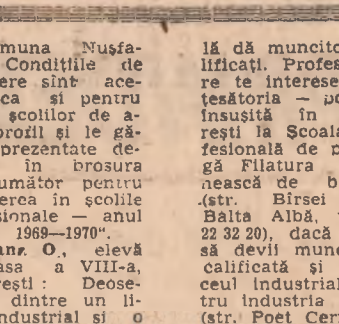 muna Nușfa-
Condițiile de
ere sînt ace-
ca și pentru
școlilor de a-
profil și le gă-
prezentate de-
în broșura
umător pentru
erea în școlile
sionale — anul
1969—1970".
O., elevă
asa a VIII-a,
rești : Deose-
dintre un li-
ndustrial și o
lă dă muncito
lificați. Profes
re te interese
țesătoria — po
însușită în
rești la Școala
fesională de p
gă Filatura
nească de b
(str. Bîrsei
Balta Albă,
22 32 20), dacă
să devii munc
calificată și
ceul industrial
tru industria
(str. Poet Cer